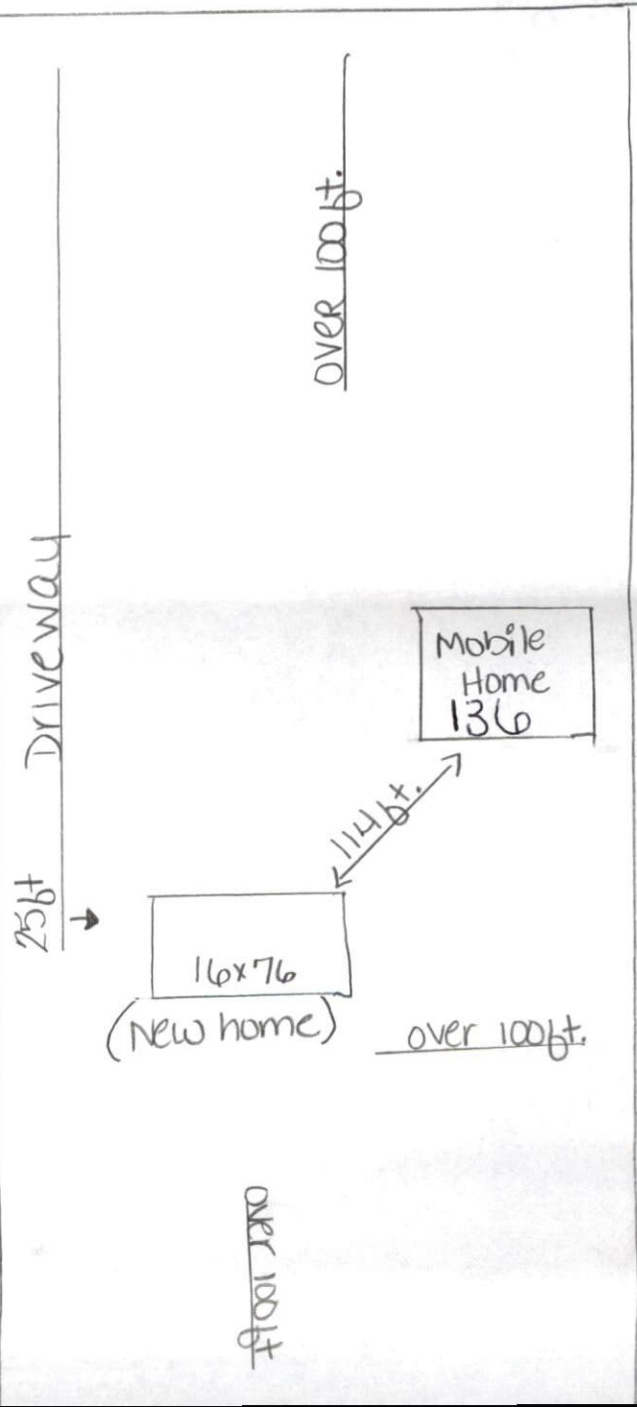 over 100ft.
Driveway
Mobile
Home
136
114ft.
25ft
16x76
(New home)
over 100ft.
over 100ft